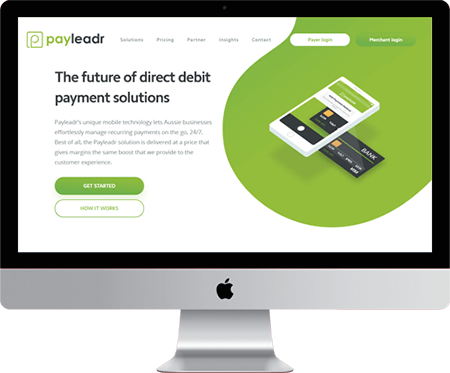 payleadr
Solutions Pricing Partner Insights Contact Payer login Merchant login
The future of direct debit
payment solutions
Payleadr's unique mobile technology lets Aussie businesses
effortlessly manage recurring payments on the go, 24/7.
Best of all, the Payleadr solution is delivered at a price that
gives margins the same boost that we provide to the
customer experience.
GET STARTED
HOW IT WORKS
BANK